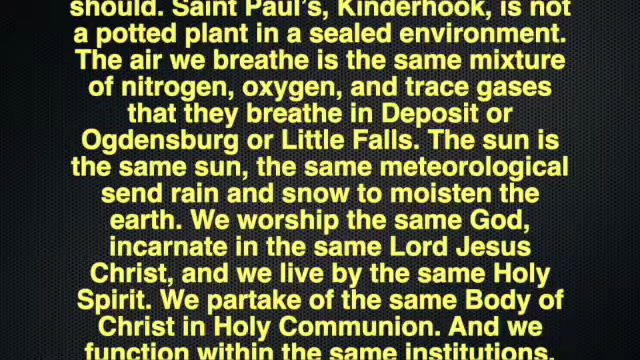 should. Saint Paul's, Kinderhook, is not
a potted plant in a sealed environment.
The air we breathe is the same mixture
of nitrogen, oxygen, and trace gases
that they breathe in Deposit or
Ogdensburg or Little Falls. The sun is
the same sun, the same meteorological
send rain and snow to moisten the
earth. We worship the same God,
incarnate in the same Lord Jesus
Christ, and we live by the same Holy
Spirit. We partake of the same Body of
Christ in Holy Communion. And we
function within the same institutions,